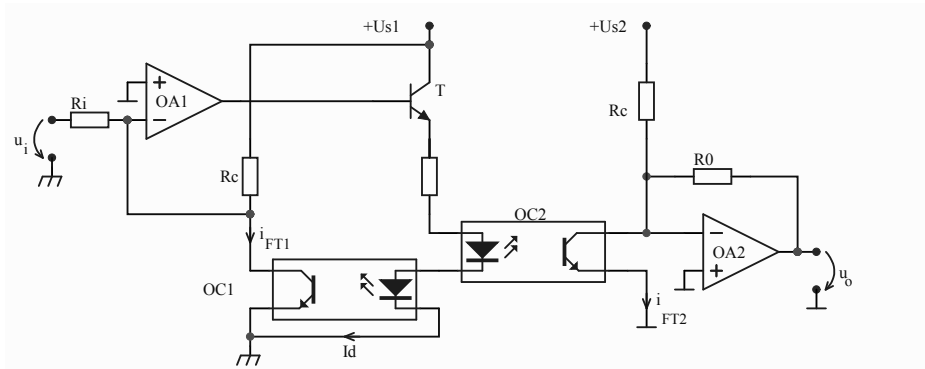 +Us1
+Us2
T
+
OA1
−
Ri
Rc
R0
u i
Rc
OC2
−
OA2
+
i FT1
OC1
u o
i FT2
Id